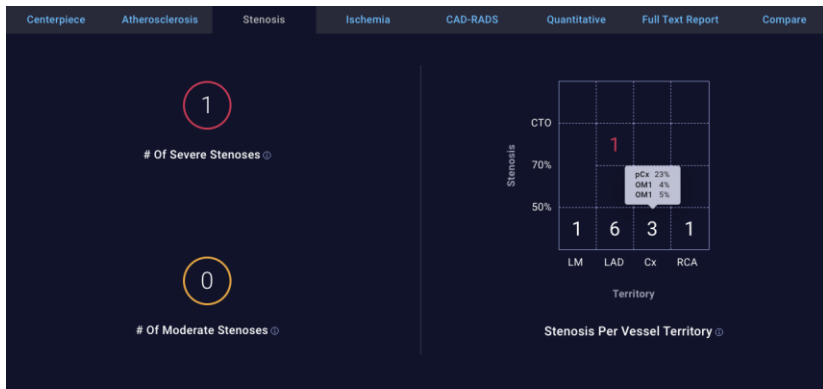 Centerpiece Atherosclerosis Stenosis Ischemia CAD-RADS Quantitative Full Text Report Compare
1
# Of Severe Stenoses ⓘ
0
# Of Moderate Stenoses ⓘ
Stenosis
CTO
1
70%
pCx 23%
OM1 4%
OM1 5%
50%
1 6 3 1
LM LAD Cx RCA
Territory
Stenosis Per Vessel Territory ⓘ